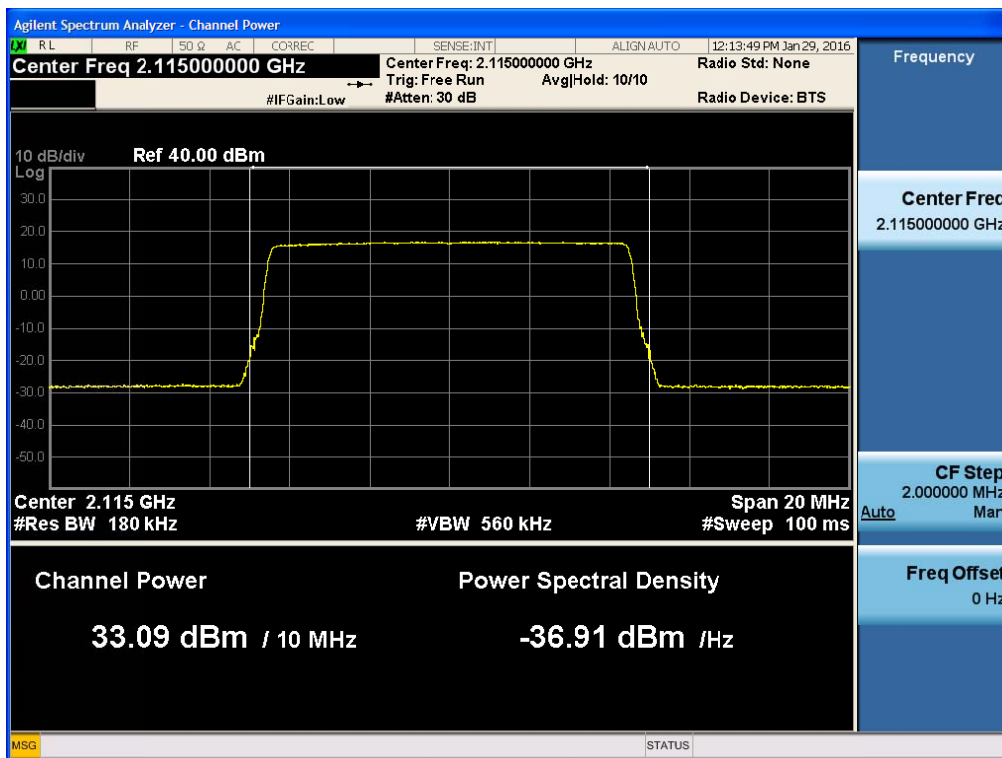 Agilent Spectrum Analyzer - Channel Power
LXI RL RF 50 Ω AC CORREC SENSE:INT ALIGN AUTO 12:13:49 PM Jan 29, 2016
Center Freq 2.115000000 GHz
Center Freq: 2.115000000 GHz
Radio Std: None
Trig: Free Run Avg|Hold: 10/10
#IFGain:Low
#Atten: 30 dB
Radio Device: BTS
10 dB/div Ref 40.00 dBm
Log
30.0
20.0
10.0
0.00
-10.0
-20.0
-30.0
-40.0
-50.0
Center 2.115 GHz
Span 20 MHz
#Res BW 180 kHz
#VBW 560 kHz
#Sweep 100 ms
Channel Power
Power Spectral Density
33.09 dBm / 10 MHz
-36.91 dBm /Hz
Frequency
Center Freq
2.115000000 GHz
CF Step
2.000000 MHz
Auto Man
Freq Offset
0 Hz
MSG
STATUS